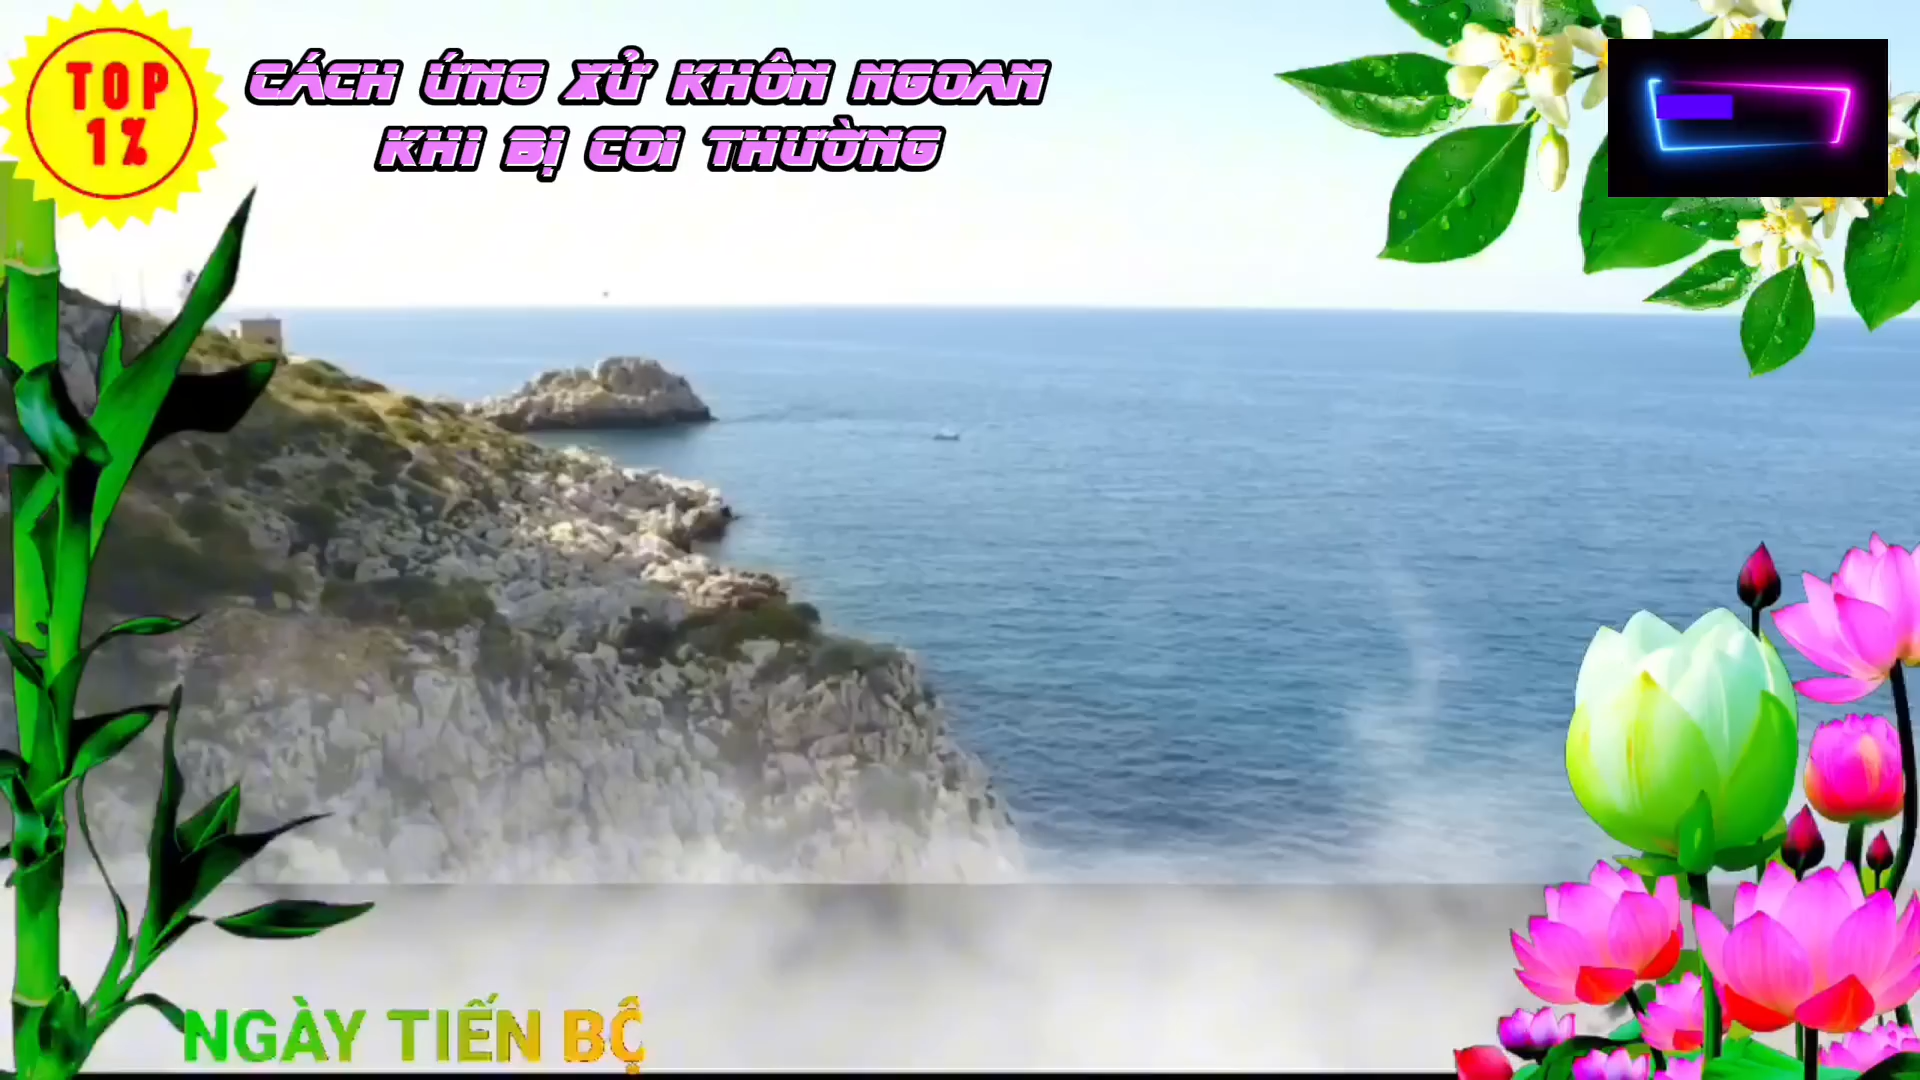 TOP
1%
CÁCH ỨNG XỬ KHÔN NGOAN
KHI BỊ COI THƯỜNG
NGÀY TIẾN BỘ